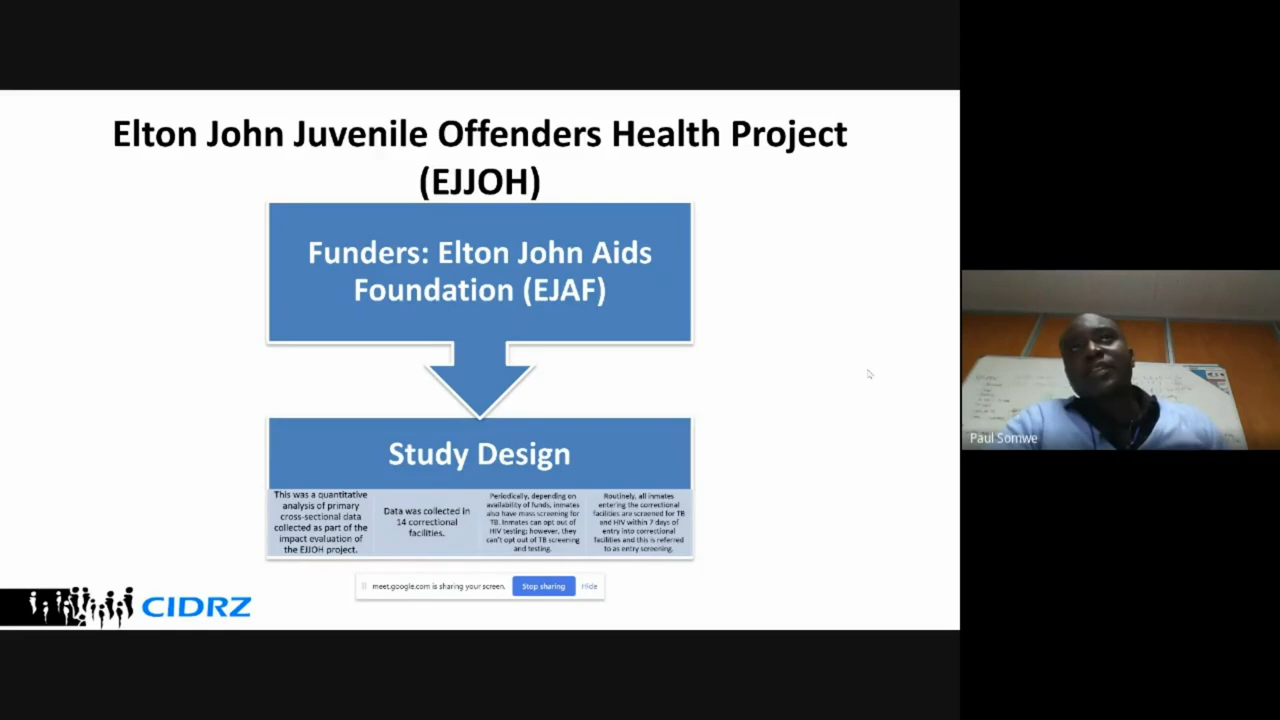 Elton John Juvenile Offenders Health Project
(EJJOH)
Funders: Elton John Aids
Foundation (EJAF)
Study Design
This was a quantitative
analysis of primary
cross-sectional data
collected as part of the
impact evaluation of
the EJJOH project.
Data was collected in
14 correctional
facilities.
Periodically, depending on
availability of funds, inmates
also have mass screening for
TB. Inmates can opt out of
HIV testing; however, they
can't opt out of TB screening
and testing.
Routinely, all inmates
entering the correctional
facilities are screened for TB
and HIV within 7 days of
entry into correctional
facilities and this is referred
to as entry screening.
meet.google.com is sharing your screen.
Stop sharing
Hide
CIDRZ
Paul Somwe